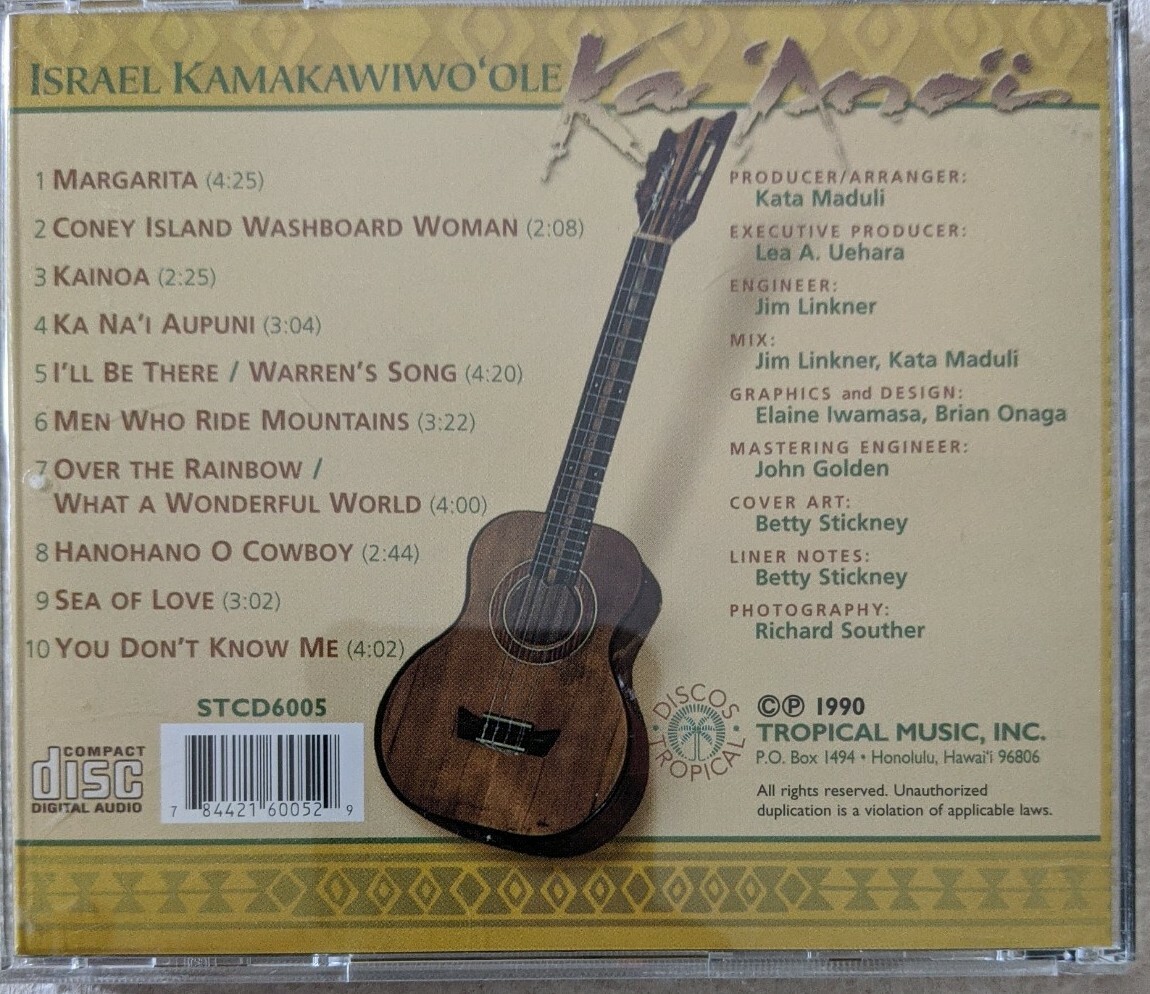 ISRAEL KAMAKAWIWOʻOLE
Ka ʻAnoʻi
1 MARGARITA (4:25)
2 CONEY ISLAND WASHBOARD WOMAN (2:08)
3 KAINOA (2:25)
4 KA NA'I AUPUNI (3:04)
5 I'LL BE THERE / WARREN'S SONG (4:20)
6 MEN WHO RIDE MOUNTAINS (3:22)
7 OVER THE RAINBOW /
WHAT A WONDERFUL WORLD (4:00)
8 HANOHANO O COWBOY (2:44)
9 SEA OF LOVE (3:02)
10 YOU DON'T KNOW ME (4:02)
STCD6005
COMPACT
disc
DIGITAL AUDIO
7 84421 60052 9
PRODUCER/ARRANGER:
Kata Maduli
EXECUTIVE PRODUCER:
Lea A. Uehara
ENGINEER:
Jim Linkner
MIX:
Jim Linkner, Kata Maduli
GRAPHICS and DESIGN:
Elaine Iwamasa, Brian Onaga
MASTERING ENGINEER:
John Golden
COVER ART:
Betty Stickney
LINER NOTES:
Betty Stickney
PHOTOGRAPHY:
Richard Souther
DISCOS
TROPICAL
©℗ 1990
TROPICAL MUSIC, INC.
P.O. Box 1494 • Honolulu, Hawaiʻi 96806
All rights reserved. Unauthorized
duplication is a violation of applicable laws.